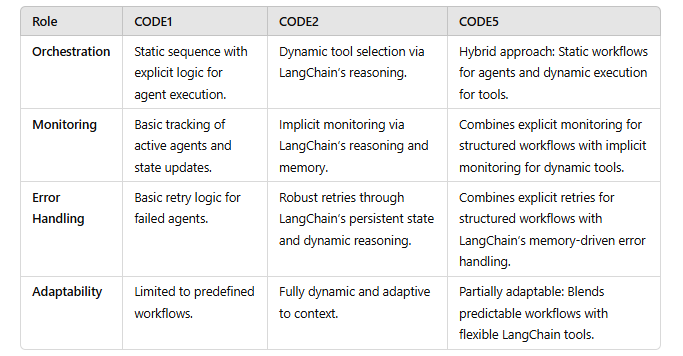 Role CODE1 CODE2 CODE5
Orchestration Static sequence with Dynamic tool selection via Hybrid approach: Static workflows
explicit logic for LangChain’s reasoning. for agents and dynamic execution
agent execution. for tools.
Monitoring Basic tracking of Implicit monitoring via Combines explicit monitoring for
active agents and LangChain’s reasoning and structured workflows with implicit
state updates. memory. monitoring for dynamic tools.
Error Basic retry logic for Robust retries through Combines explicit retries for
Handling failed agents. LangChain’s persistent state structured workflows with
and dynamic reasoning. LangChain’s memory-driven error
handling.
Adaptability Limited to predefined Fully dynamic and adaptive Partially adaptable: Blends
workflows. to context. predictable workflows with
flexible LangChain tools.